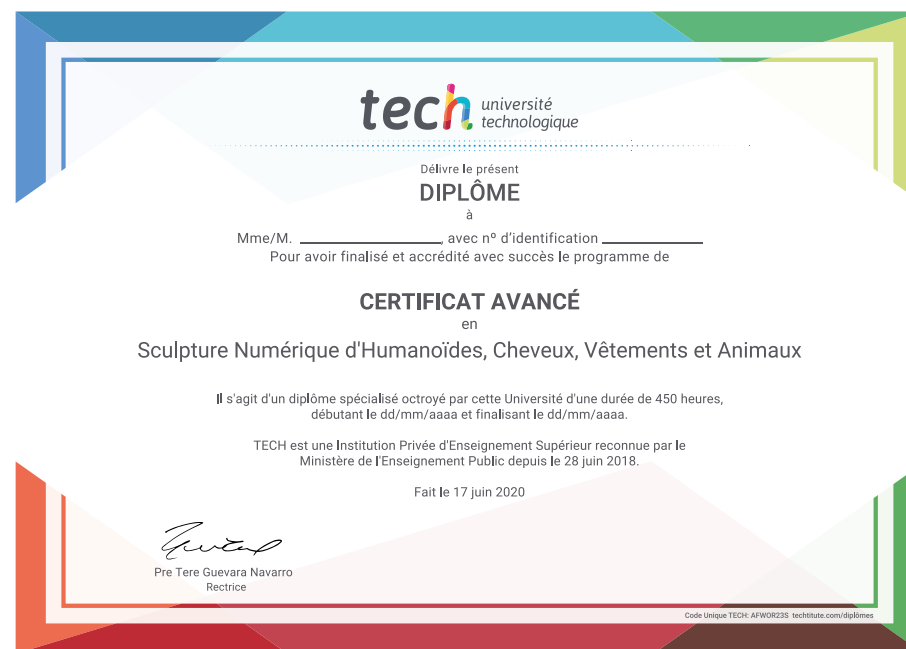 tech université
technologique
Délivre le présent
DIPLÔME
à
Mme/M. ____________________, avec nº d'identification ______________
Pour avoir finalisé et accrédité avec succès le programme de
CERTIFICAT AVANCÉ
en
Sculpture Numérique d'Humanoïdes, Cheveux, Vêtements et Animaux
Il s'agit d'un diplôme spécialisé octroyé par cette Université d'une durée de 450 heures,
débutant le dd/mm/aaaa et finalisant le dd/mm/aaaa.
TECH est une Institution Privée d'Enseignement Supérieur reconnue par le
Ministère de l'Enseignement Public depuis le 28 juin 2018.
Fait le 17 juin 2020
Pre Tere Guevara Navarro
Rectrice
Code Unique TECH: AFWOR23S techtitute.com/diplômes